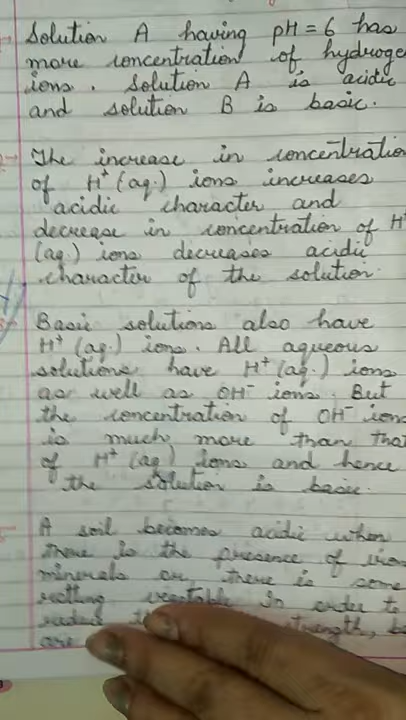 Solution A having pH = 6 has
more concentration of hydroge
ions. Solution A is acidic
and solution B is basic.
The increase in concentration
of H⁺ (aq.) ions increases
acidic character and
decrease in concentration of H⁺
(aq.) ions decreases acidic
character of the solution.
Basic solutions also have
H⁺ (aq.) ions. All aqueous
solutions have H⁺ (aq.) ions
as well as OH⁻ ions. But
the concentration of OH⁻ ions
is much more than that
of H⁺ (aq.) ions and hence
the solution is basic.
A soil becomes acidic when
there is the presence of iron
minerals or, there is some
rotting vegetable. In order to
strength,
are